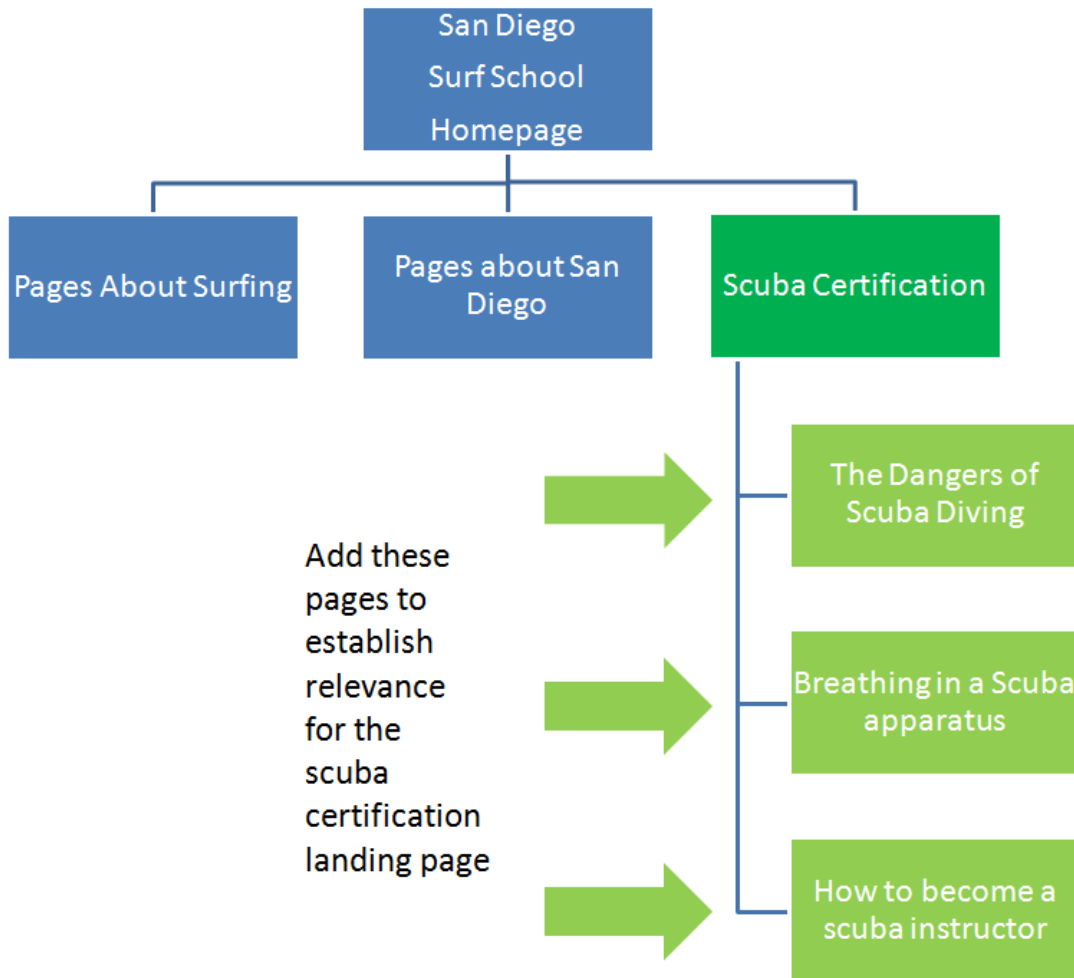 San Diego
Surf School
Homepage
Pages About Surfing
Pages about San
Diego
Scuba Certification
The Dangers of
Scuba Diving
Add these
pages to
establish
relevance
for the
scuba
certification
landing page
Breathing in a Scuba
apparatus
How to become a
scuba instructor